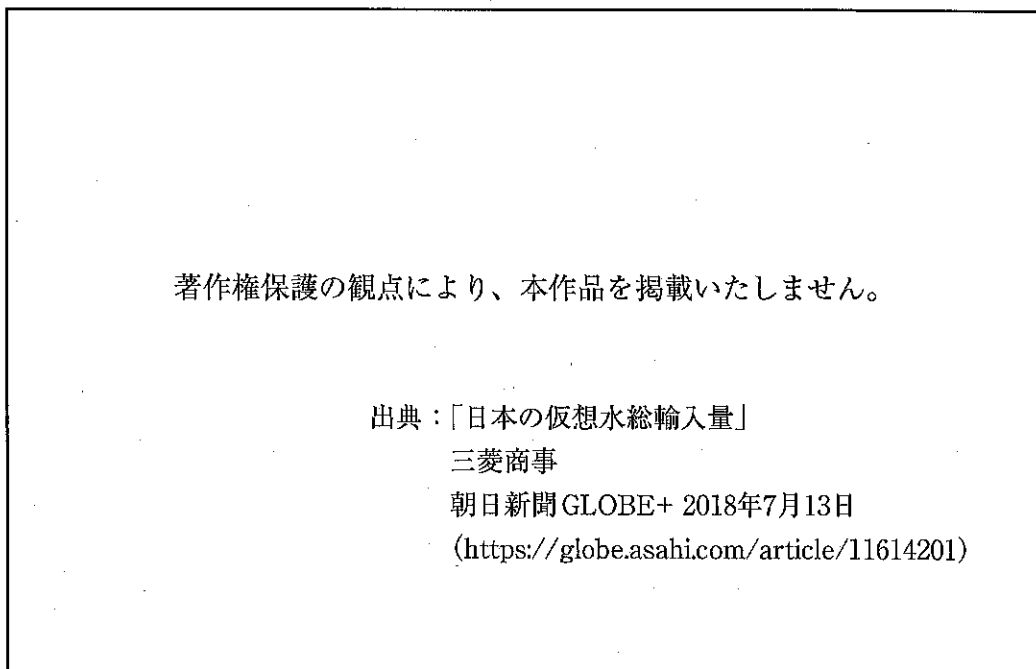 著作権保護の観点により、本作品を掲載いたしません。
出典：「日本の仮想水総輸入量」
三菱商事
朝日新聞GLOBE+ 2018年7月13日
(https://globe.asahi.com/article/11614201)